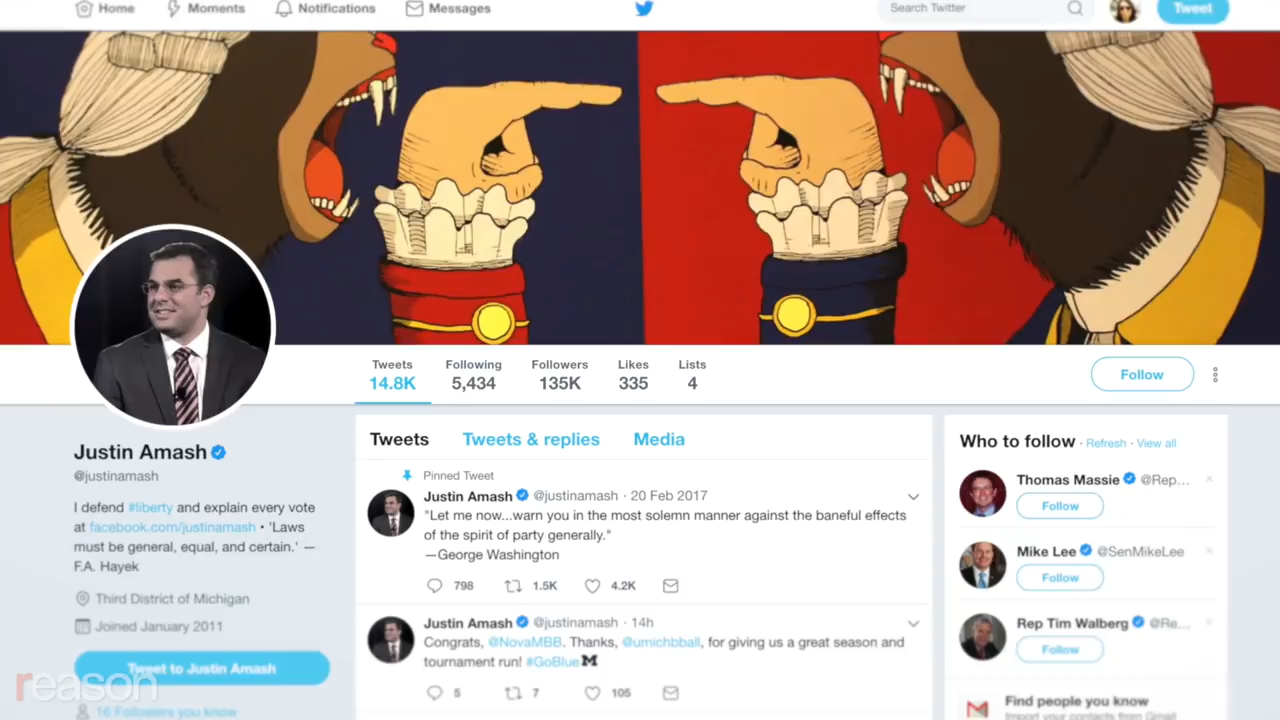 Home
Moments
Notifications
Messages
Search Twitter
Tweet
Tweets
14.8K
Following
5,434
Followers
135K
Likes
335
Lists
4
Follow
Justin Amash
@justinamash
I defend #liberty and explain every vote
at facebook.com/justinamash • 'Laws
must be general, equal, and certain.' —
F.A. Hayek
Third District of Michigan
Joined January 2011
Tweet to Justin Amash
16 Followers you know
reason
Tweets Tweets & replies Media
Pinned Tweet
Justin Amash @justinamash · 20 Feb 2017
"Let me now...warn you in the most solemn manner against the baneful effects
of the spirit of party generally."
—George Washington
798 1.5K 4.2K
Justin Amash @justinamash · 14h
Congrats, @NovaMBB. Thanks, @umichbball, for giving us a great season and
tournament run! #GoBlue M
5 7 105
Who to follow · Refresh · View all
Thomas Massie @Rep...
Follow
Mike Lee @SenMikeLee
Follow
Rep Tim Walberg @Re...
Follow
Find people you know
Import your contacts from Gmail